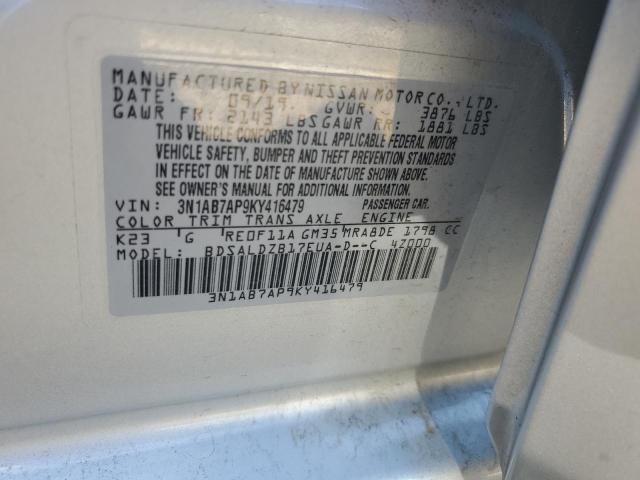 MANUFACTURED BY NISSAN MOTOR CO., LTD.
DATE: 09/19 GVWR: 3876 LBS
GAWR FR: 2143 LBS GAWR RR: 1881 LBS
THIS VEHICLE CONFORMS TO ALL APPLICABLE FEDERAL MOTOR
VEHICLE SAFETY, BUMPER AND THEFT PREVENTION STANDARDS
IN EFFECT ON THE DATE OF MANUFACTURE SHOWN ABOVE.
SEE OWNER'S MANUAL FOR ADDITIONAL INFORMATION.
VIN: 3N1AB7AP9KY416479 PASSENGER CAR.
COLOR TRIM TRANS AXLE ENGINE
K23 G RE0F11A GM35 MRA8DE 1798 CC
MODEL: BDSALDZB17EUA-D--C 4Z000
3N1AB7AP9KY416479